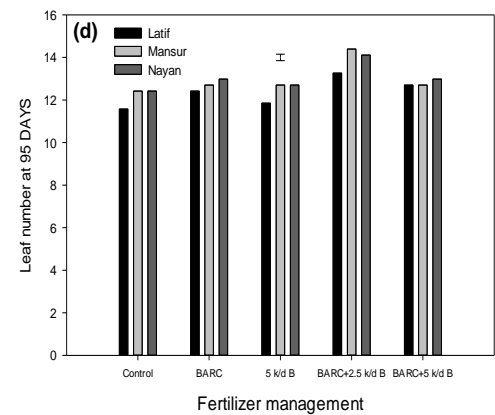 (d)
Latif
Mansur
Nayan
Leaf number at 95 DAYS
16
14
12
10
8
6
4
2
0
Control BARC 5 k/d B BARC+2.5 k/d B BARC+5 k/d B
Fertilizer management